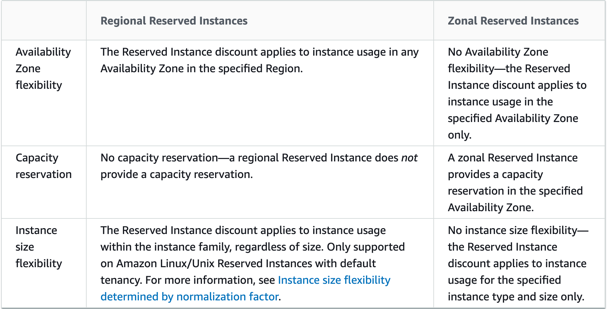 Regional Reserved Instances
Zonal Reserved Instances
Availability
Zone
flexibility
The Reserved Instance discount applies to instance usage in any
Availability Zone in the specified Region.
No Availability Zone
flexibility—the Reserved
Instance discount applies to
instance usage in the
specified Availability Zone
only.
Capacity
reservation
No capacity reservation—a regional Reserved Instance does not
provide a capacity reservation.
A zonal Reserved Instance
provides a capacity
reservation in the specified
Availability Zone.
Instance
size
flexibility
The Reserved Instance discount applies to instance usage
within the instance family, regardless of size. Only supported
on Amazon Linux/Unix Reserved Instances with default
tenancy. For more information, see Instance size flexibility
determined by normalization factor.
No instance size flexibility—
the Reserved Instance
discount applies to instance
usage for the specified
instance type and size only.